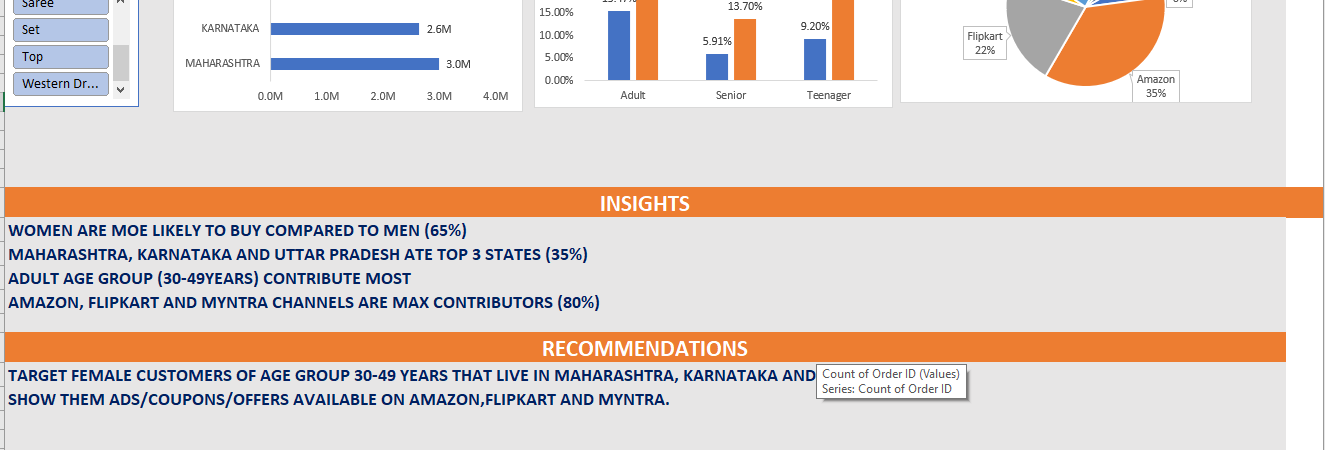 Saree
Set
Top
Western Dr...
KARNATAKA
2.6M
MAHARASHTRA
3.0M
0.0M 1.0M 2.0M 3.0M 4.0M
15.00%
10.00%
5.00%
0.00%
5.91%
13.70%
9.20%
Adult Senior Teenager
Flipkart
22%
Amazon
35%
INSIGHTS
WOMEN ARE MOE LIKELY TO BUY COMPARED TO MEN (65%)
MAHARASHTRA, KARNATAKA AND UTTAR PRADESH ATE TOP 3 STATES (35%)
ADULT AGE GROUP (30-49YEARS) CONTRIBUTE MOST
AMAZON, FLIPKART AND MYNTRA CHANNELS ARE MAX CONTRIBUTORS (80%)
RECOMMENDATIONS
TARGET FEMALE CUSTOMERS OF AGE GROUP 30-49 YEARS THAT LIVE IN MAHARASHTRA, KARNATAKA AND
Count of Order ID (Values)
Series: Count of Order ID
SHOW THEM ADS/COUPONS/OFFERS AVAILABLE ON AMAZON,FLIPKART AND MYNTRA.